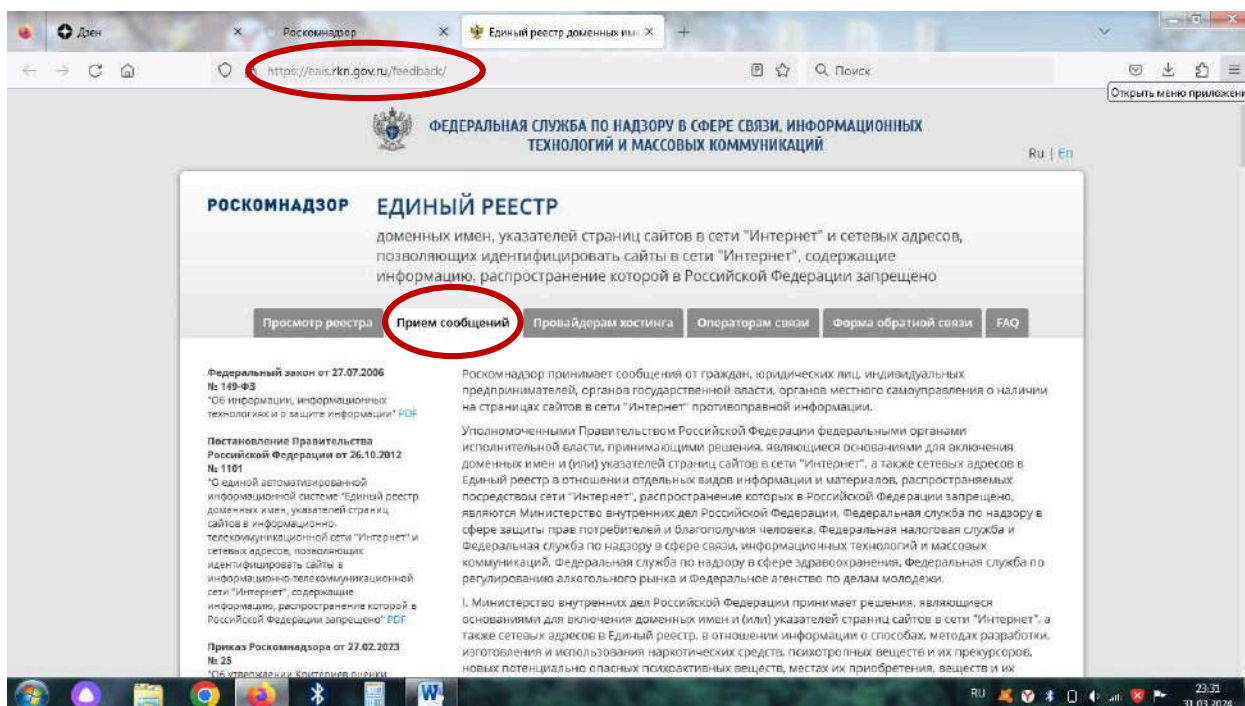 Дзен
Роскомнадзор
Единый реестр доменных им
https://eais.rkn.gov.ru/feedback/
Поиск
Открыть меню приложени
ФЕДЕРАЛЬНАЯ СЛУЖБА ПО НАДЗОРУ В СФЕРЕ СВЯЗИ, ИНФОРМАЦИОННЫХ
ТЕХНОЛОГИЙ И МАССОВЫХ КОММУНИКАЦИЙ
Ru | En
РОСКОМНАДЗОР
ЕДИНЫЙ РЕЕСТР
доменных имен, указателей страниц сайтов в сети "Интернет" и сетевых адресов,
позволяющих идентифицировать сайты в сети "Интернет", содержащие
информацию, распространение которой в Российской Федерации запрещено
Просмотр реестра
Прием сообщений
Провайдерам хостинга
Операторам связи
Форма обратной связи
FAQ
Федеральный закон от 27.07.2006
№ 149-ФЗ
"Об информации, информационных
технологиях и о защите информации" PDF
Постановление Правительства
Российской Федерации от 26.10.2012
№ 1101
"О единой автоматизированной
информационной системе "Единый реестр
доменных имен, указателей страниц
сайтов в информационно-
телекоммуникационной сети "Интернет" и
сетевых адресов, позволяющих
идентифицировать сайты в
информационно-телекоммуникационной
сети "Интернет", содержащие
информацию, распространение которой в
Российской Федерации запрещено" PDF
Приказ Роскомнадзора от 27.02.2023
№ 25
"Об утверждении Критериев оценки
Роскомнадзор принимает сообщения от граждан, юридических лиц, индивидуальных
предпринимателей, органов государственной власти, органов местного самоуправления о наличии
на страницах сайтов в сети "Интернет" противоправной информации.
Уполномоченными Правительством Российской Федерации федеральными органами
исполнительной власти, принимающими решения, являющиеся основаниями для включения
доменных имен и (или) указателей страниц сайтов в сети "Интернет", а также сетевых адресов в
Единый реестр в отношении отдельных видов информации и материалов, распространяемых
посредством сети "Интернет", распространение которых в Российской Федерации запрещено,
являются Министерство внутренних дел Российской Федерации, Федеральная служба по надзору в
сфере защиты прав потребителей и благополучия человека, Федеральная налоговая служба и
Федеральная служба по надзору в сфере связи, информационных технологий и массовых
коммуникаций, Федеральная служба по надзору в сфере здравоохранения, Федеральная служба по
регулированию алкогольного рынка и Федеральное агенство по делам молодежи.
I. Министерство внутренних дел Российской Федерации принимает решения, являющиеся
основаниями для включения доменных имен и (или) указателей страниц сайтов в сети "Интернет", а
также сетевых адресов в Единый реестр, в отношении информации о способах, методах разработки,
изготовления и использования наркотических средств, психотропных веществ и их прекурсоров,
новых потенциально опасных психоактивных веществ, местах их приобретения, веществ и их
RU
23:31
31.03.2024